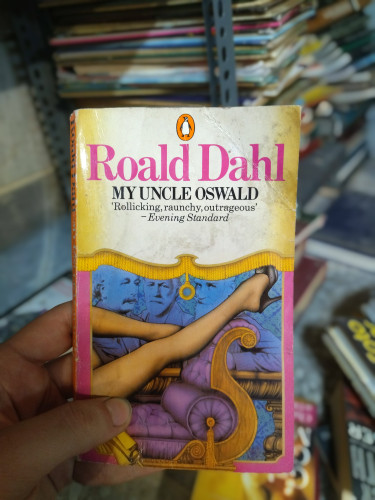 Roald Dahl
MY UNCLE OSWALD
'Rollicking, raunchy, outrageous'
– Evening Standard